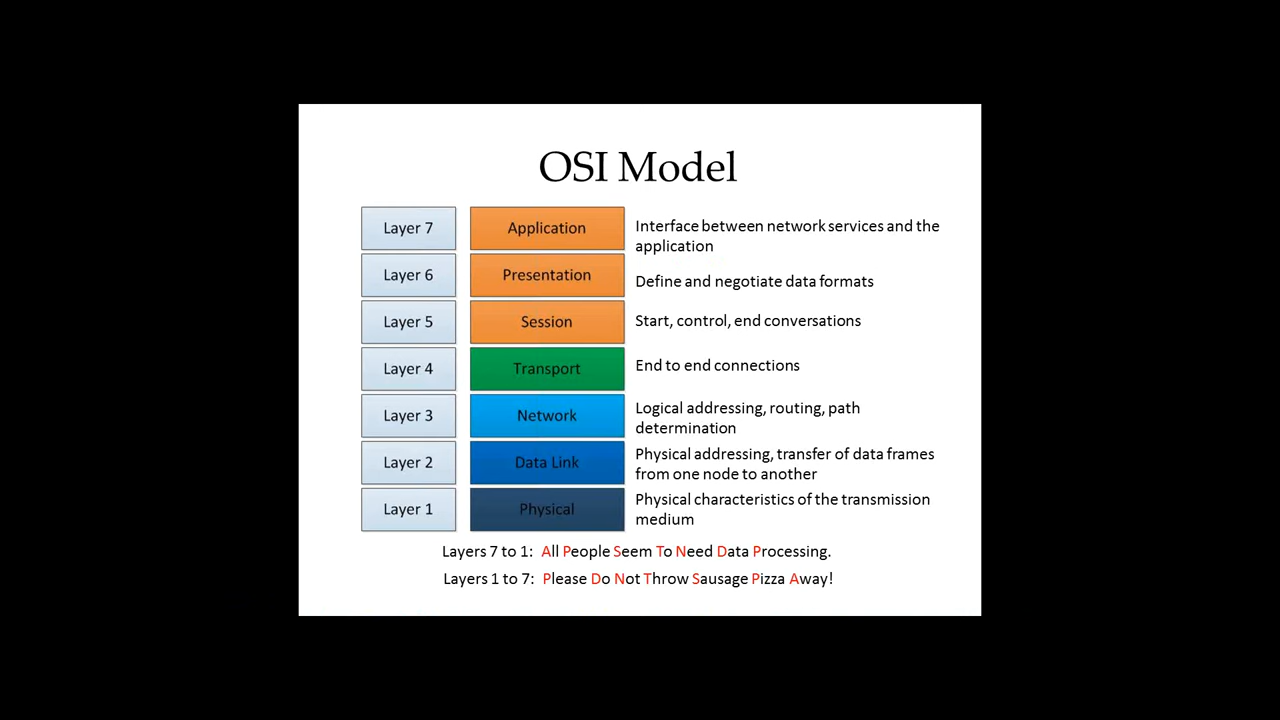 OSI Model
Layer 7
Application
Interface between network services and the
application
Layer 6
Presentation
Define and negotiate data formats
Layer 5
Session
Start, control, end conversations
Layer 4
Transport
End to end connections
Layer 3
Network
Logical addressing, routing, path
determination
Layer 2
Data Link
Physical addressing, transfer of data frames
from one node to another
Layer 1
Physical
Physical characteristics of the transmission
medium
Layers 7 to 1: All People Seem To Need Data Processing.
Layers 1 to 7: Please Do Not Throw Sausage Pizza Away!